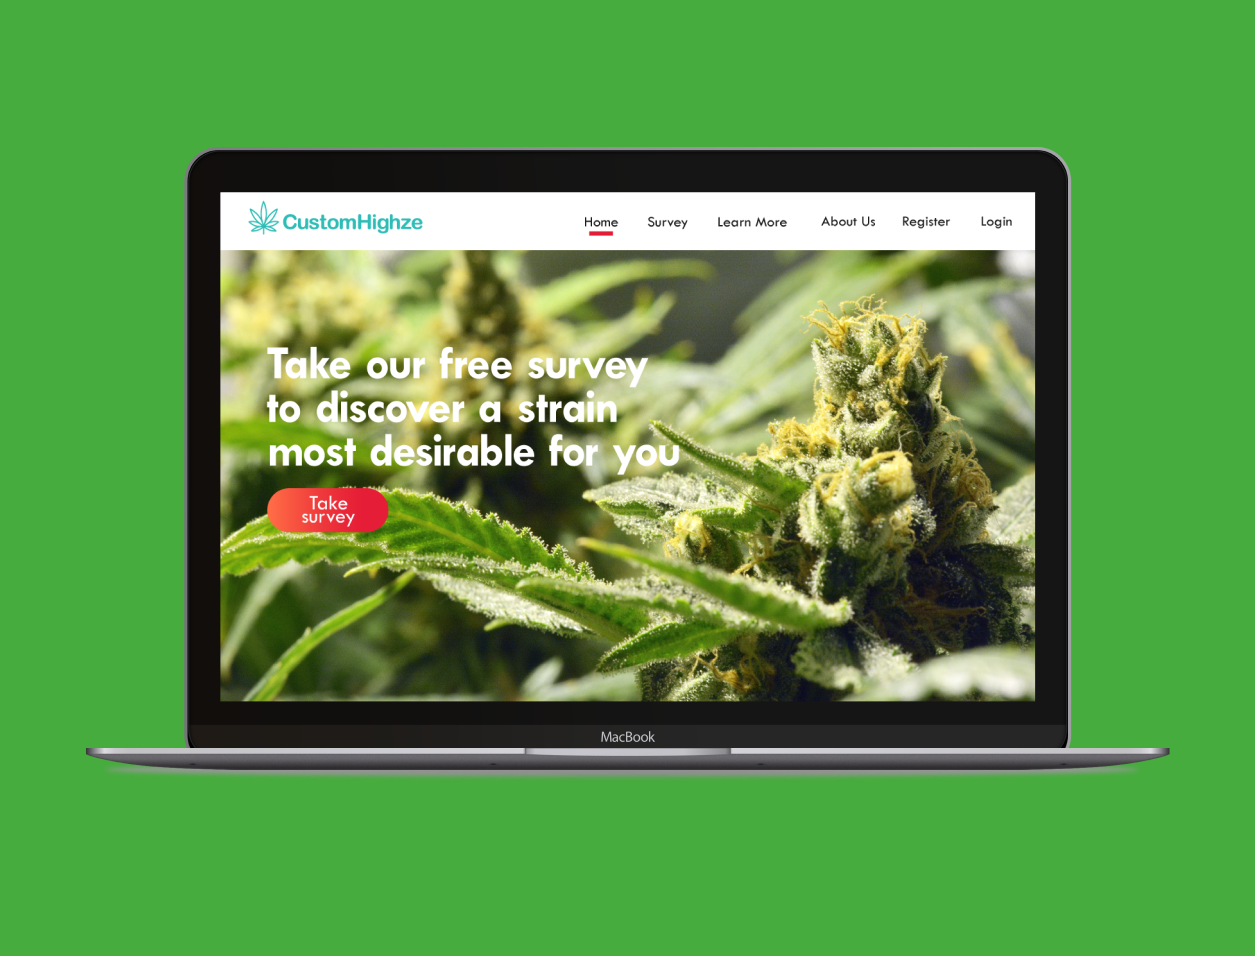 CustomHighze
Home Survey Learn More About Us Register Login
Take our free survey
to discover a strain
most desirable for you
Take
survey
MacBook